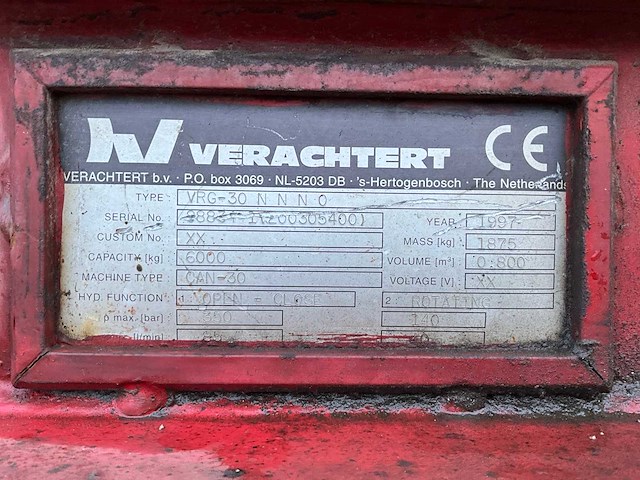 VERACHTERT CE
VERACHTERT b.v. · P.O. box 3069 · NL-5203 DB · 's-Hertogenbosch · The Netherlands
TYPE VRG-30 N N N O
SERIAL No. YEAR 1997
CUSTOM No. XX MASS [kg] 1875
CAPACITY [kg] 6000 VOLUME [m³] 0.800
MACHINE TYPE CAN-30 VOLTAGE [V] XX
HYD. FUNCTION 1: OPEN - CLOSE 2: ROTATING
p max. [bar] 350 140
[l/min]